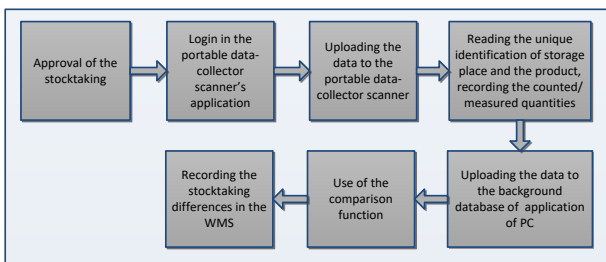 Approval of the
stocktaking
Login in the
portable data-
collector
scanner's
application
Uploading the
data to the
portable data-
collector scanner
Reading the unique
identification of storage
place and the product,
recording the counted/
measured quantities
Uploading the data to
the background
database of application
of PC
Use of the
comparison
function
Recording the
stocktaking
differences in the
WMS